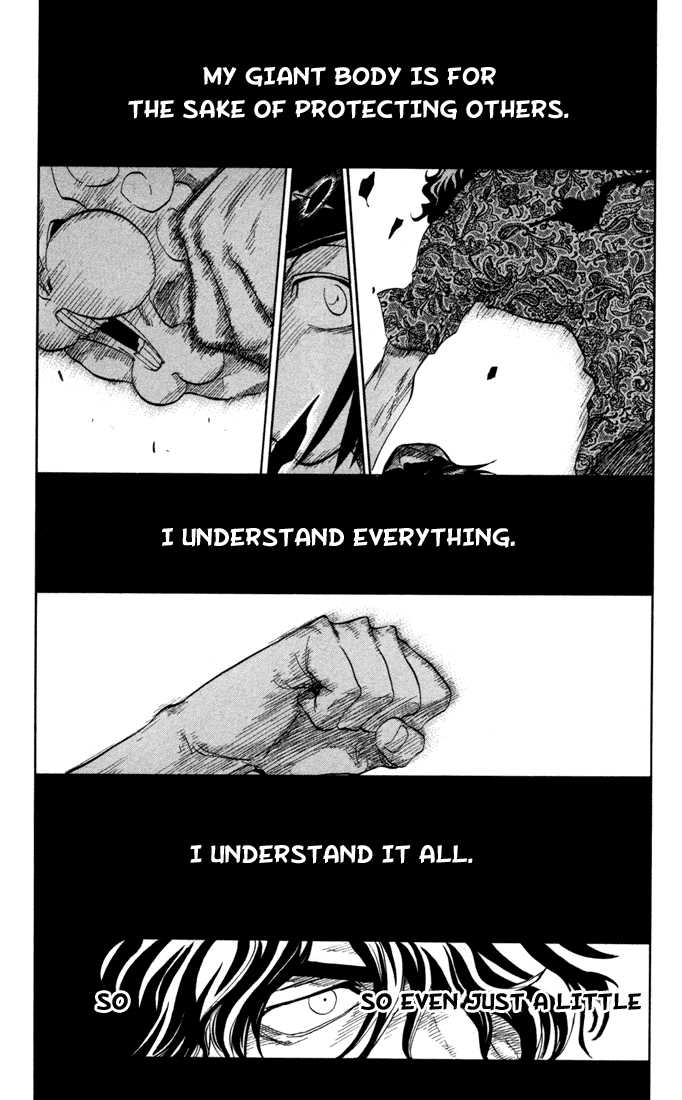 MY GIANT BODY IS FOR
THE SAKE OF PROTECTING OTHERS.
I UNDERSTAND EVERYTHING.
I UNDERSTAND IT ALL.
SO
SO EVEN JUST A LITTLE